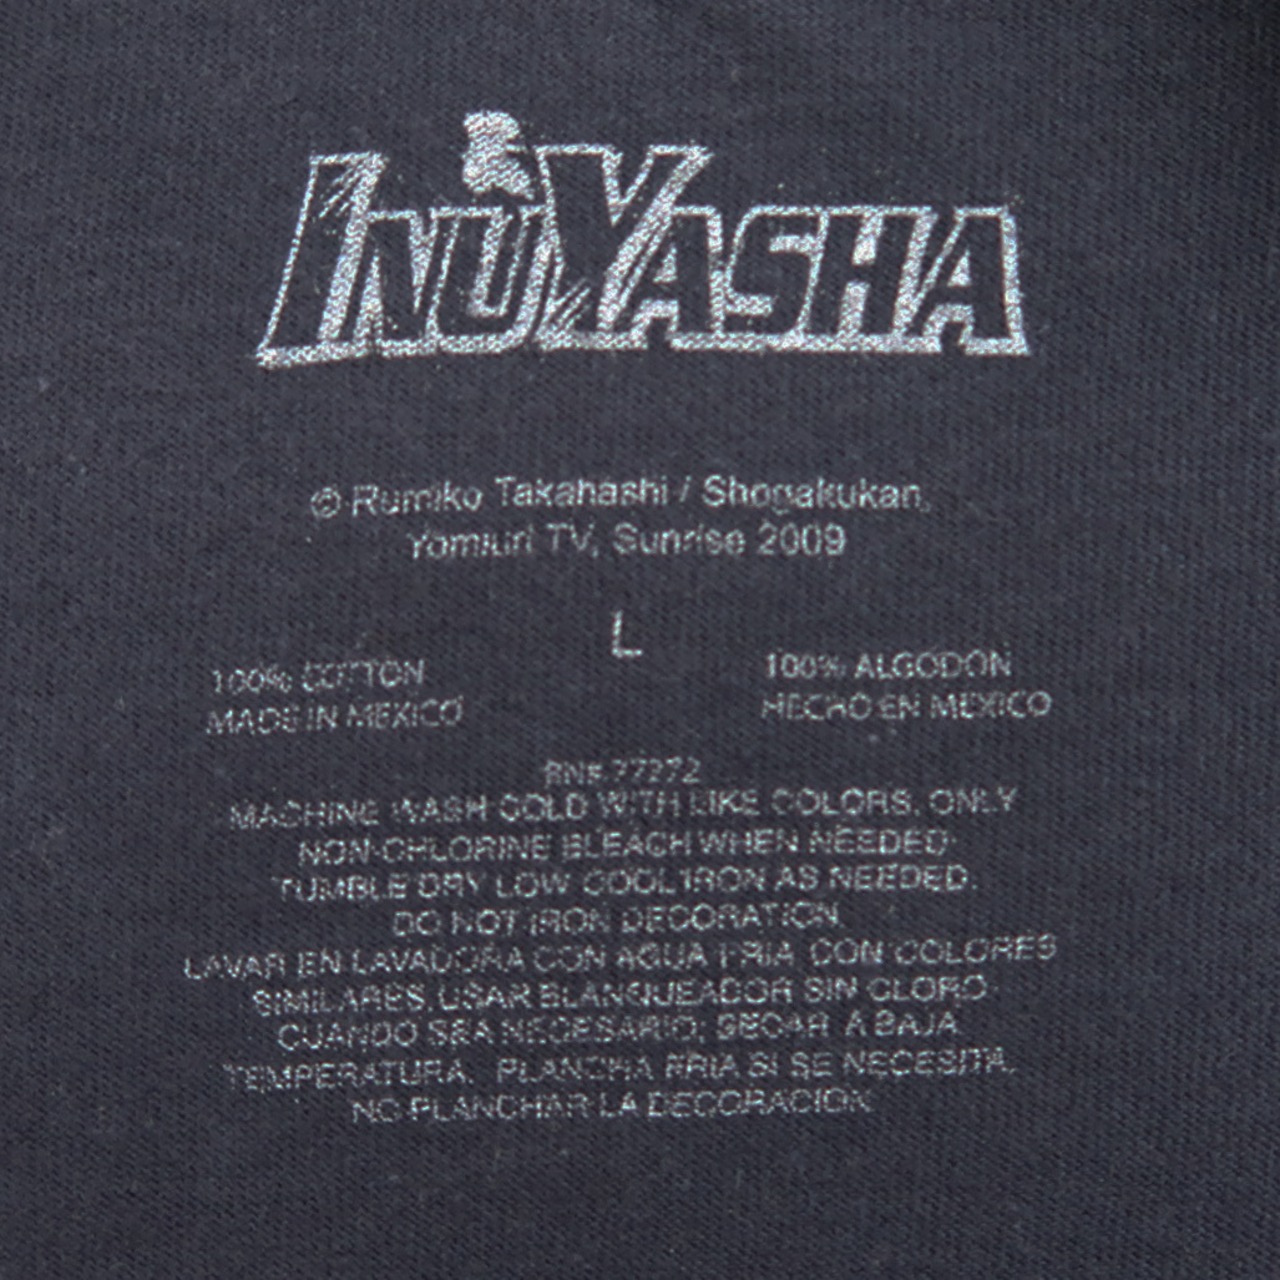 INUYASHA
© Rumiko Takahashi / Shogakukan,
Yomiuri TV, Sunrise 2009
L
100% COTTON
MADE IN MEXICO
100% ALGODON
HECHO EN MEXICO
RN# 77272
MACHINE WASH COLD WITH LIKE COLORS. ONLY
NON-CHLORINE BLEACH WHEN NEEDED.
TUMBLE DRY LOW COOL IRON AS NEEDED.
DO NOT IRON DECORATION.
LAVAR EN LAVADORA CON AGUA FRIA CON COLORES
SIMILARES. USAR BLANQUEADOR SIN CLORO
CUANDO SEA NECESARIO; SECAR A BAJA
TEMPERATURA. PLANCHA FRIA SI SE NECESITA.
NO PLANCHAR LA DECORACION.